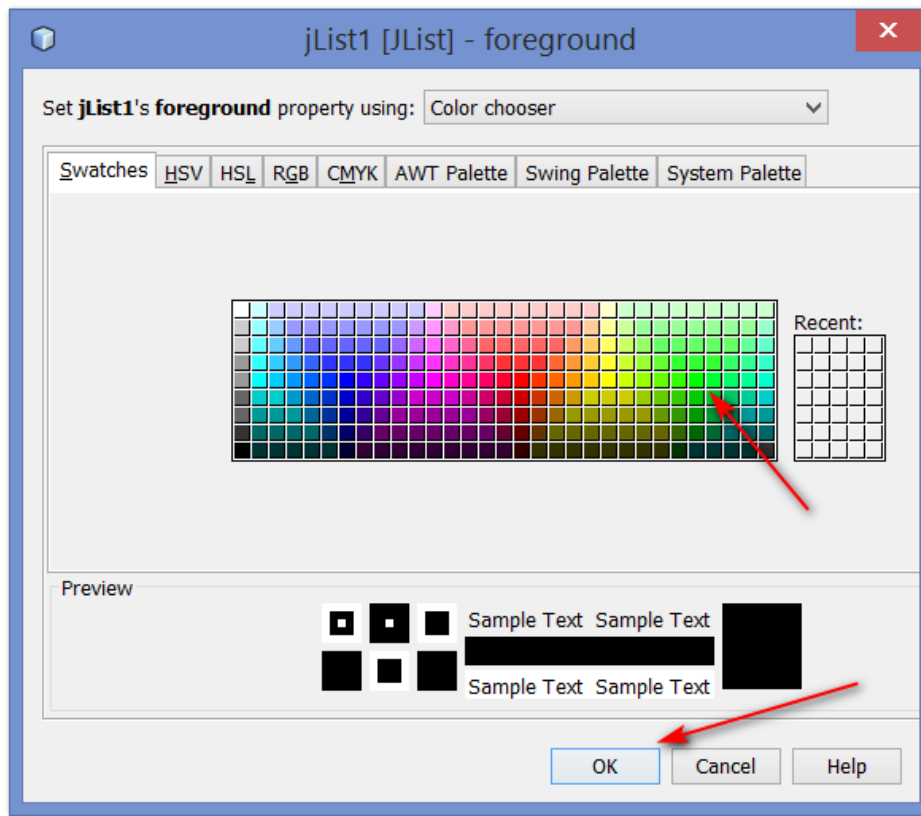 jList1 [JList] - foreground
Set jList1's foreground property using: Color chooser
Swatches HSV HSL RGB CMYK AWT Palette Swing Palette System Palette
Recent:
Preview
Sample Text Sample Text
Sample Text Sample Text
OK Cancel Help